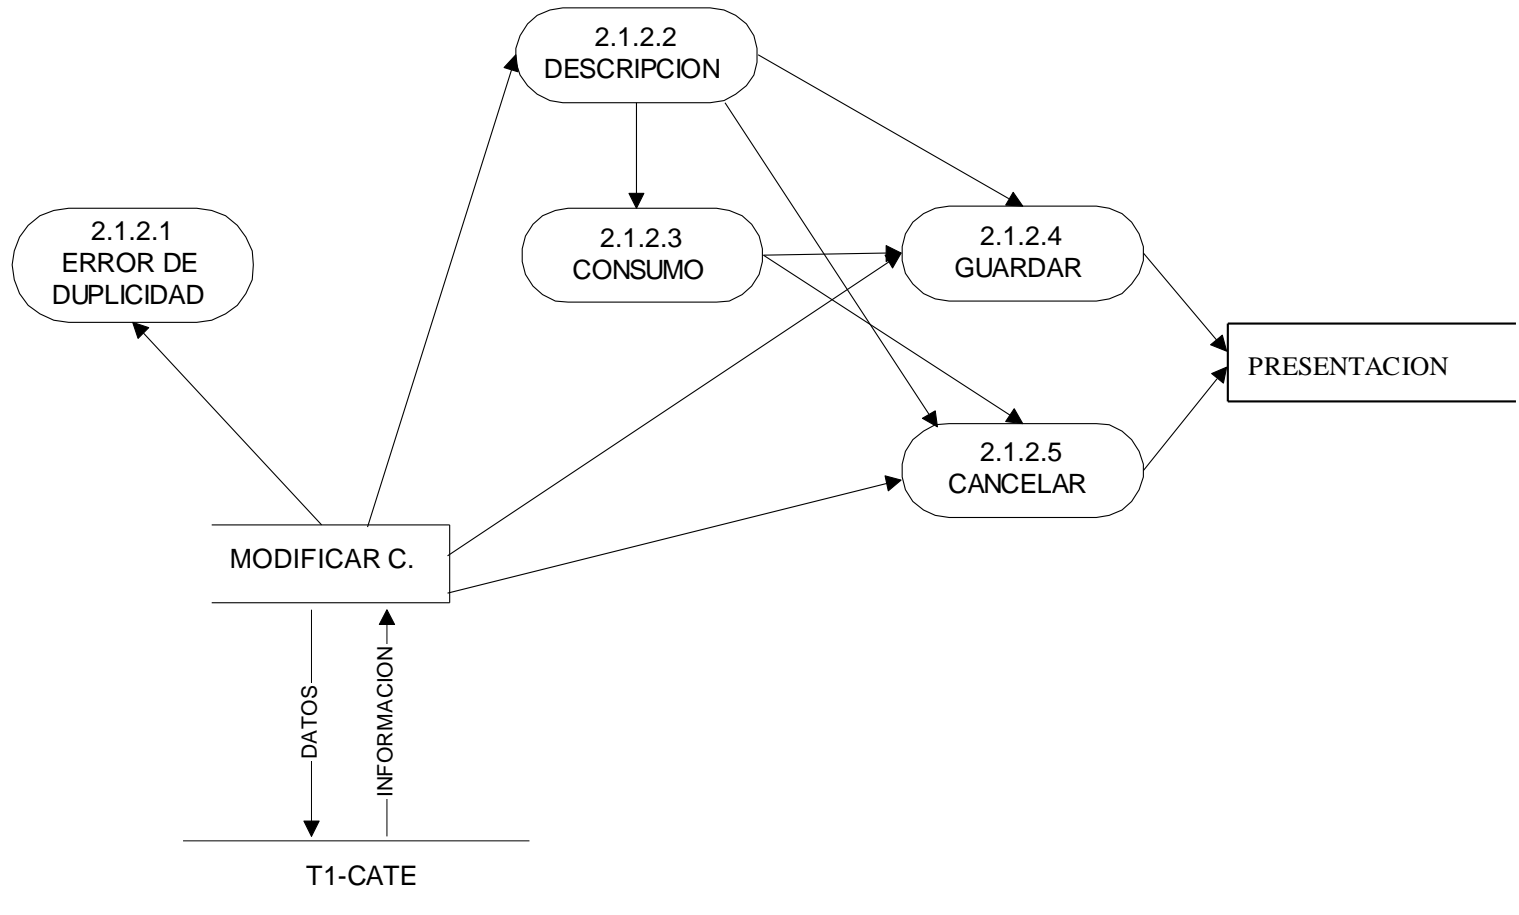 2.1.2.2
DESCRIPCION
2.1.2.1
ERROR DE
DUPLICIDAD
2.1.2.3
CONSUMO
2.1.2.4
GUARDAR
PRESENTACION
2.1.2.5
CANCELAR
MODIFICAR C.
DATOS
INFORMACION
T1-CATE